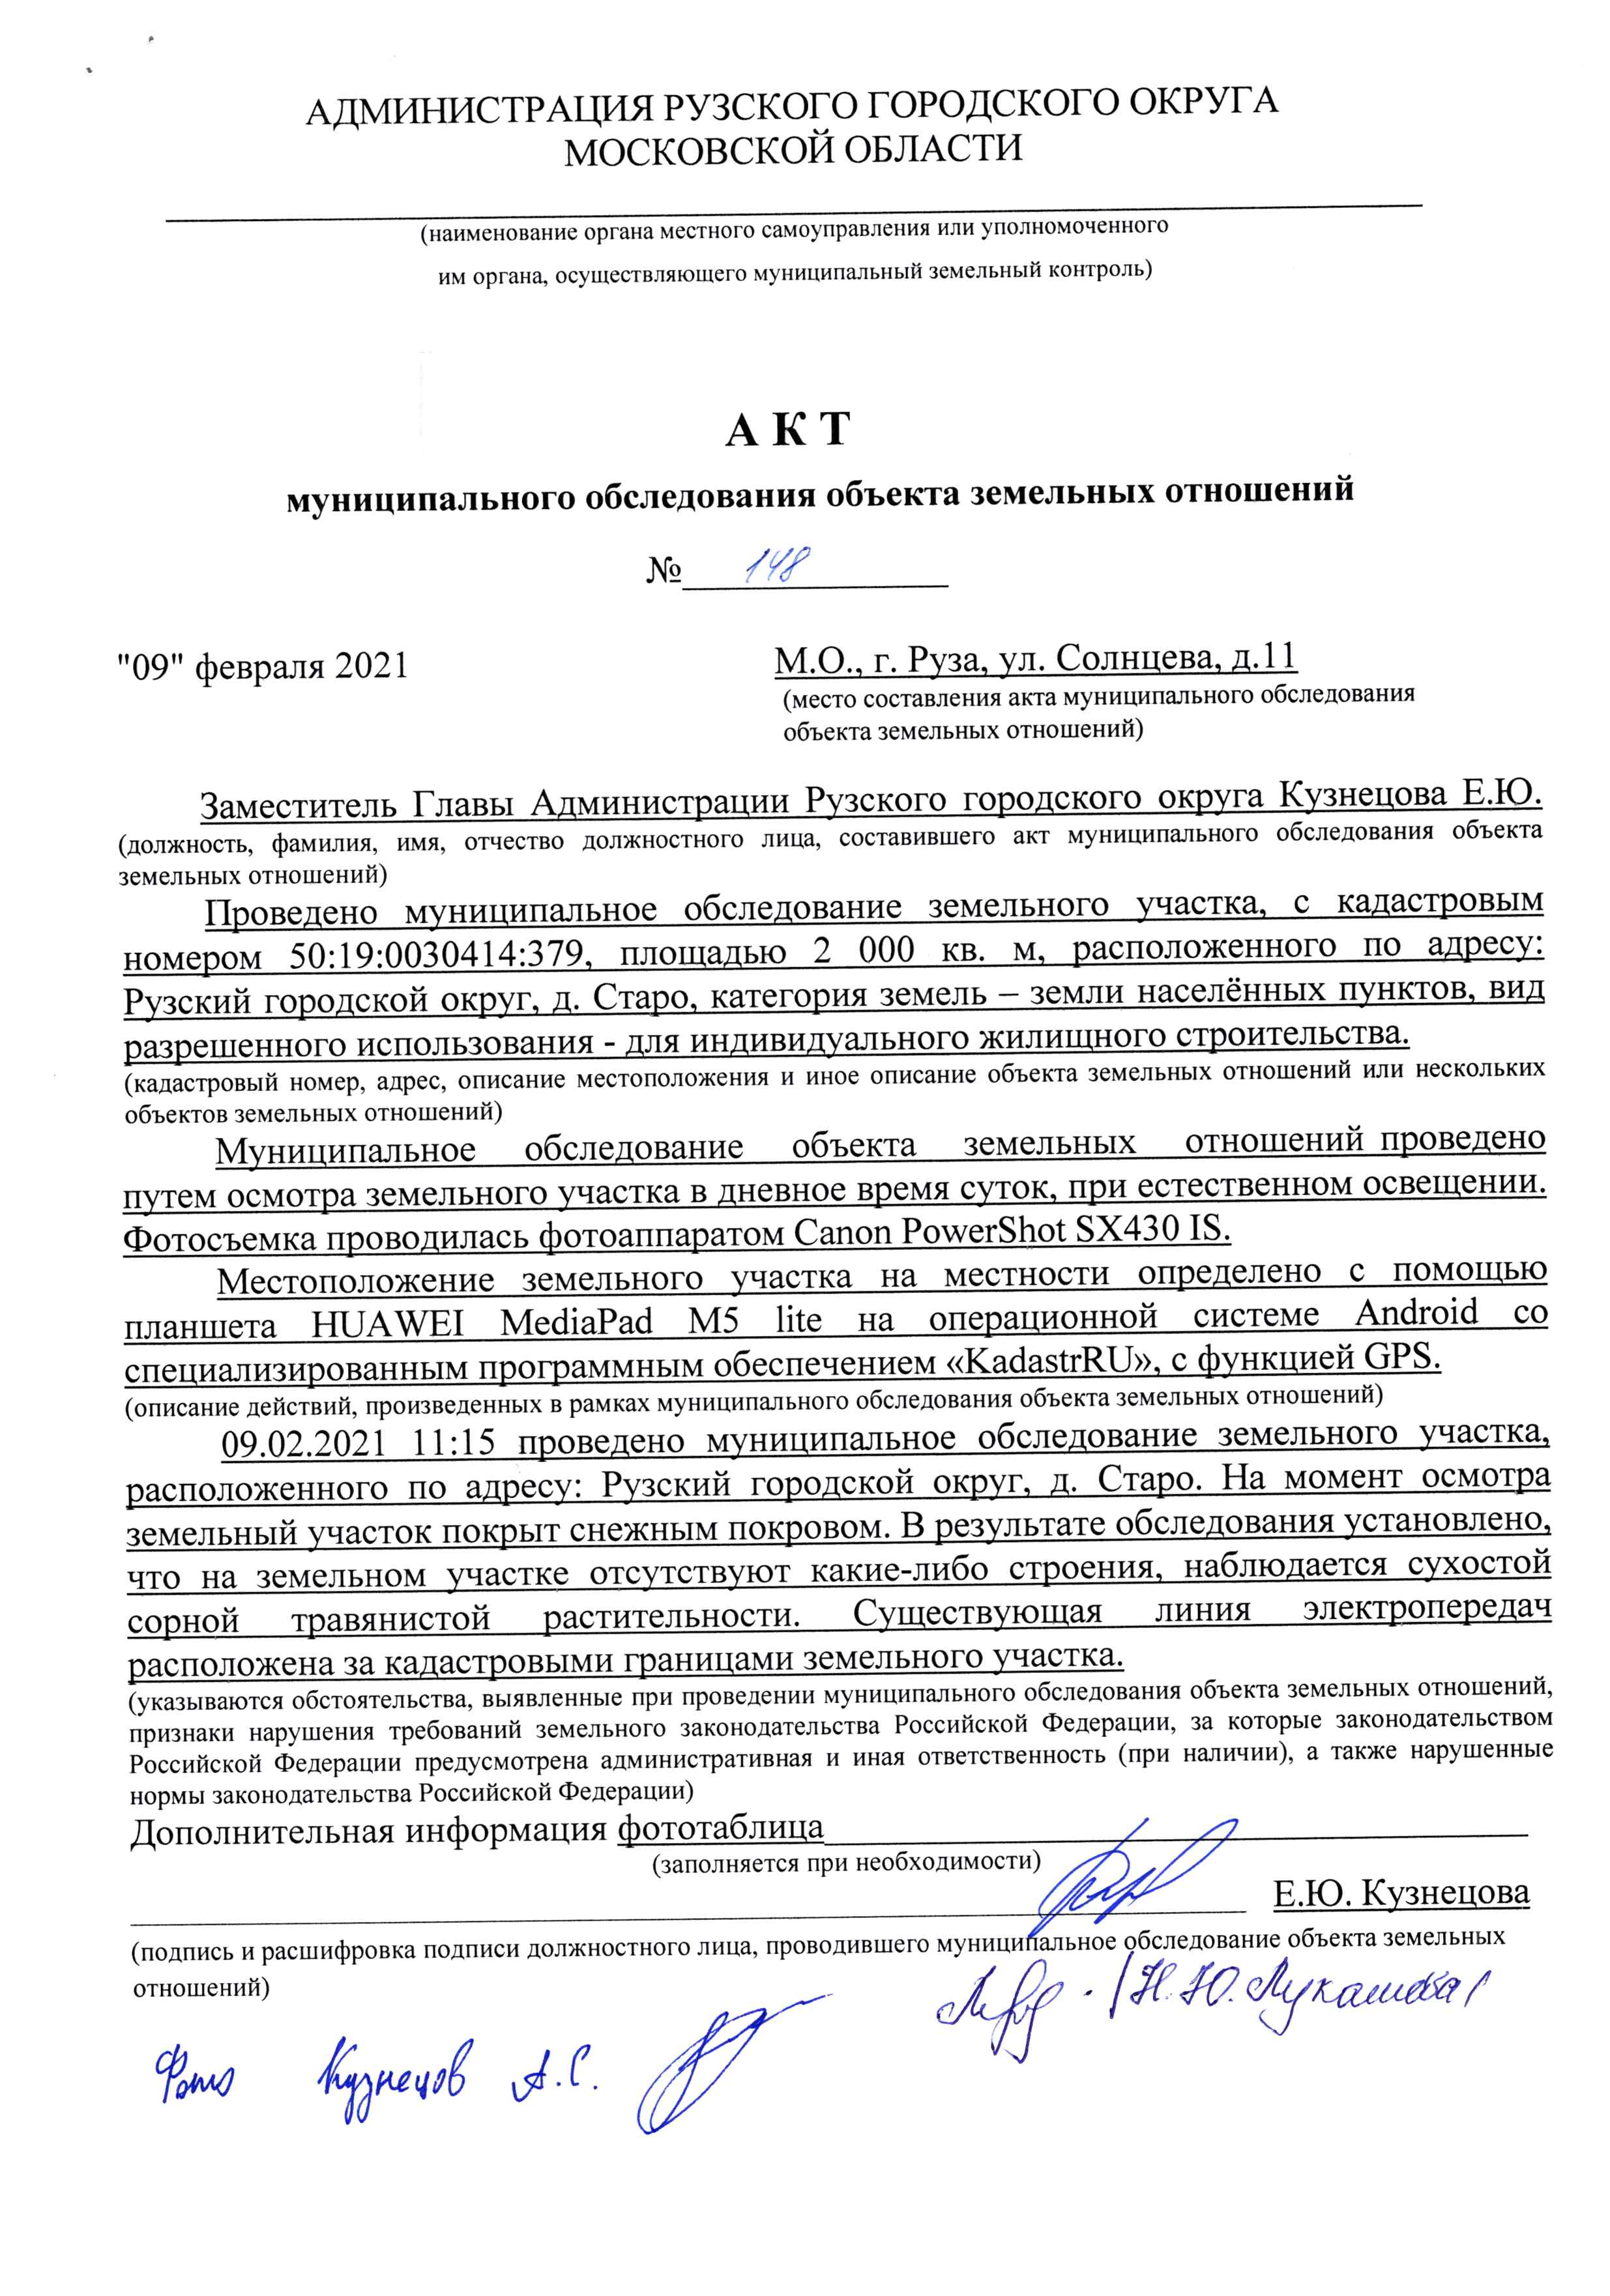 АДМИНИСТРАЦИЯ РУЗСКОГО ГОРОДСКОГО ОКРУГА
МОСКОВСКОЙ ОБЛАСТИ
(наименование органа местного самоуправления или уполномоченного
им органа, осуществляющего муниципальный земельный контроль)
А К Т
муниципального обследования объекта земельных отношений
№ 148
"09" февраля 2021
М.О., г. Руза, ул. Солнцева, д.11
(место составления акта муниципального обследования
объекта земельных отношений)
Заместитель Главы Администрации Рузского городского округа Кузнецова Е.Ю.
(должность, фамилия, имя, отчество должностного лица, составившего акт муниципального обследования объекта
земельных отношений)
Проведено муниципальное обследование земельного участка, с кадастровым
номером 50:19:0030414:379, площадью 2 000 кв. м, расположенного по адресу:
Рузский городской округ, д. Старо, категория земель – земли населённых пунктов, вид
разрешенного использования - для индивидуального жилищного строительства.
(кадастровый номер, адрес, описание местоположения и иное описание объекта земельных отношений или нескольких
объектов земельных отношений)
Муниципальное обследование объекта земельных отношений проведено
путем осмотра земельного участка в дневное время суток, при естественном освещении.
Фотосъемка проводилась фотоаппаратом Canon PowerShot SX430 IS.
Местоположение земельного участка на местности определено с помощью
планшета HUAWEI MediaPad M5 lite на операционной системе Android со
специализированным программным обеспечением «KadastrRU», с функцией GPS.
(описание действий, произведенных в рамках муниципального обследования объекта земельных отношений)
09.02.2021 11:15 проведено муниципальное обследование земельного участка,
расположенного по адресу: Рузский городской округ, д. Старо. На момент осмотра
земельный участок покрыт снежным покровом. В результате обследования установлено,
что на земельном участке отсутствуют какие-либо строения, наблюдается сухостой
сорной травянистой растительности. Существующая линия электропередач
расположена за кадастровыми границами земельного участка.
(указываются обстоятельства, выявленные при проведении муниципального обследования объекта земельных отношений,
признаки нарушения требований земельного законодательства Российской Федерации, за которые законодательством
Российской Федерации предусмотрена административная и иная ответственность (при наличии), а также нарушенные
нормы законодательства Российской Федерации)
Дополнительная информация фототаблица
(заполняется при необходимости)
Е.Ю. Кузнецова
(подпись и расшифровка подписи должностного лица, проводившего муниципальное обследование объекта земельных
отношений)
/Н.Ю. Лукашова/
Фото Кузнецов А.С.